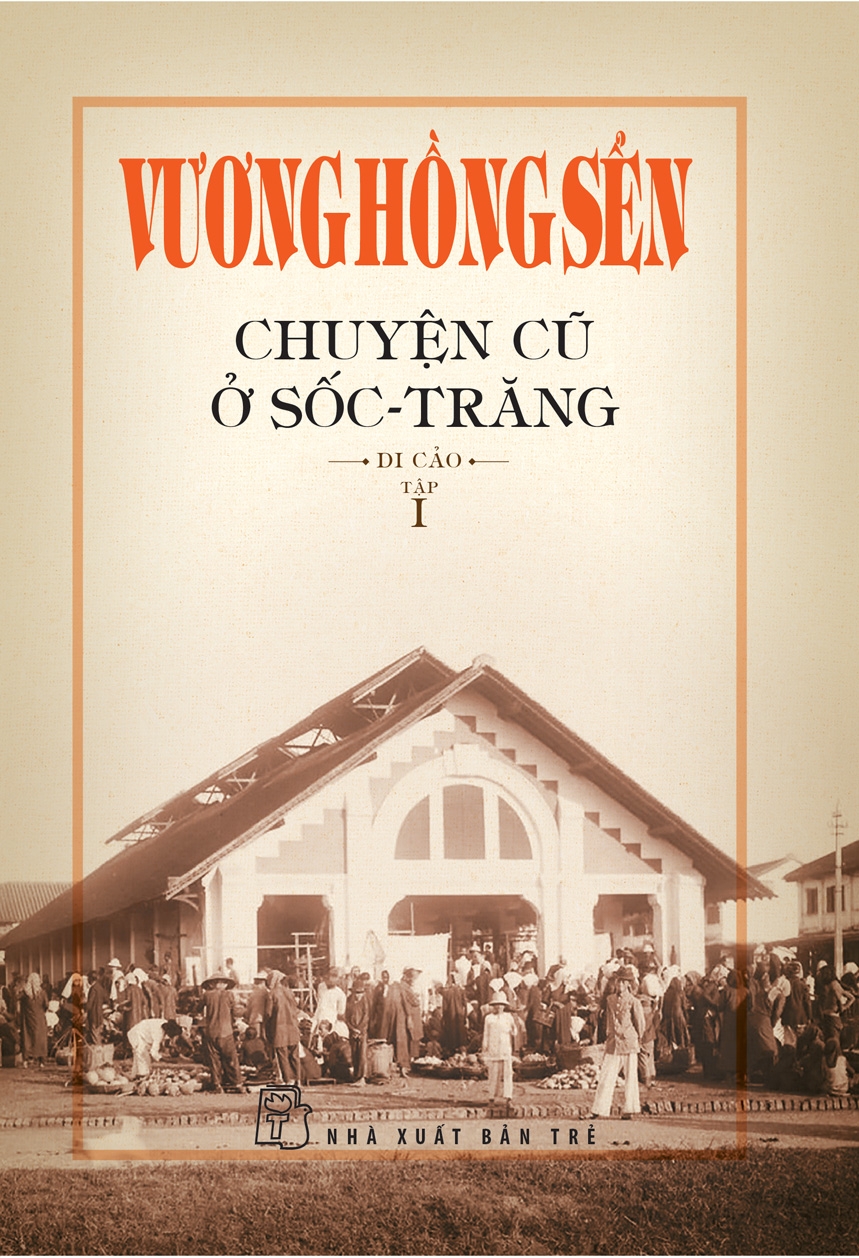 VƯƠNG HỒNG SỂN
CHUYỆN CŨ
Ở SỐC-TRĂNG
DI CẢO
TẬP
I
NHÀ XUẤT BẢN TRẺ